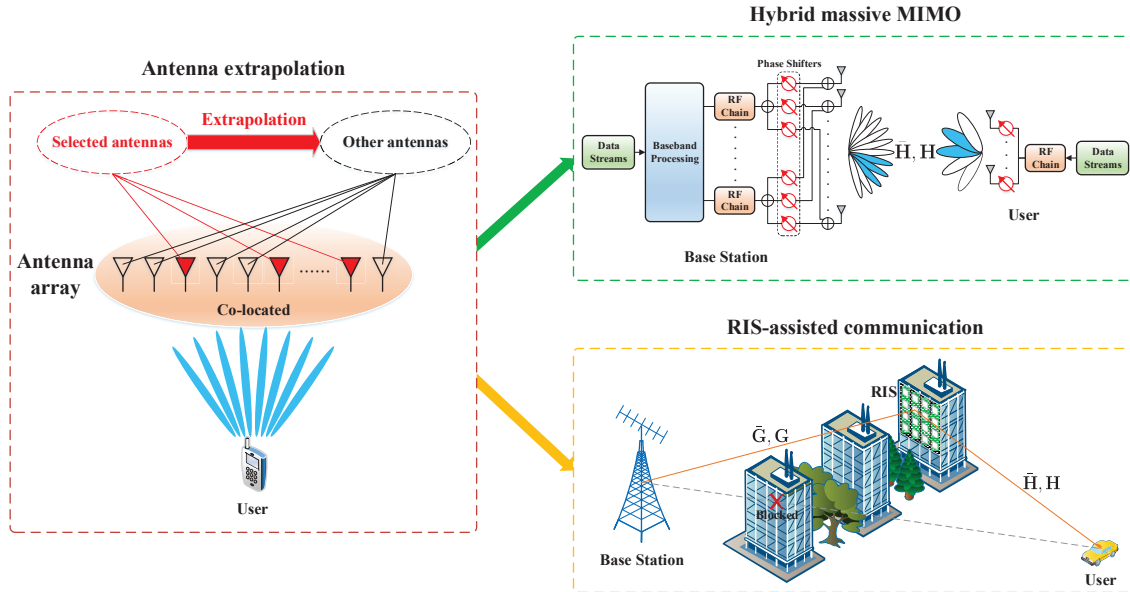 Antenna extrapolation
Selected antennas
Extrapolation
Other antennas
Antenna
array
......
Co-located
User
Hybrid massive MIMO
Phase Shifters
Data
Streams
Baseband
Processing
RF
Chain
RF
Chain
H̄, H
RF
Chain
Data
Streams
User
Base Station
RIS-assisted communication
RIS
Ḡ, G
H̄, H
Blocked
Base Station
User